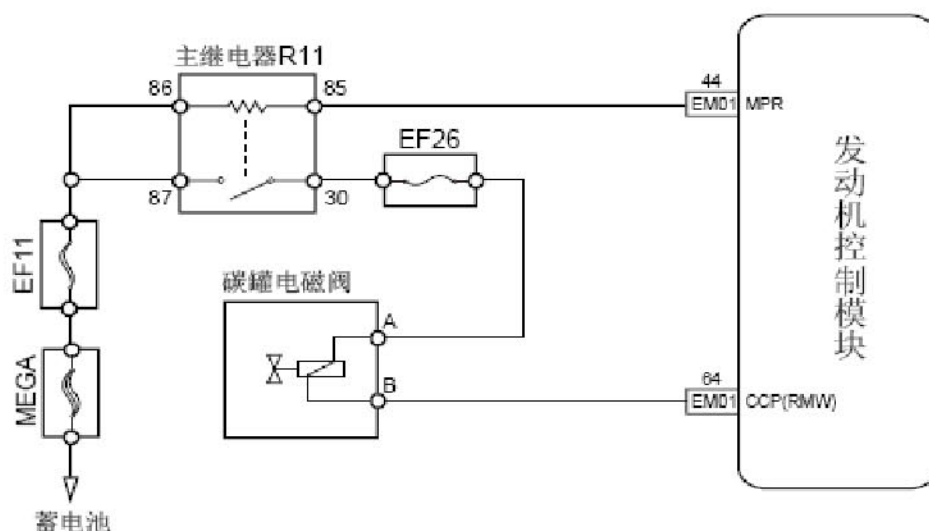 主继电器R11
86
85
44
EM01 MPR
EF26
87
30
EF11
碳罐电磁阀
A
MEGA
B
64
EM01 CCP(RMW)
发动机控制模块
蓄电池